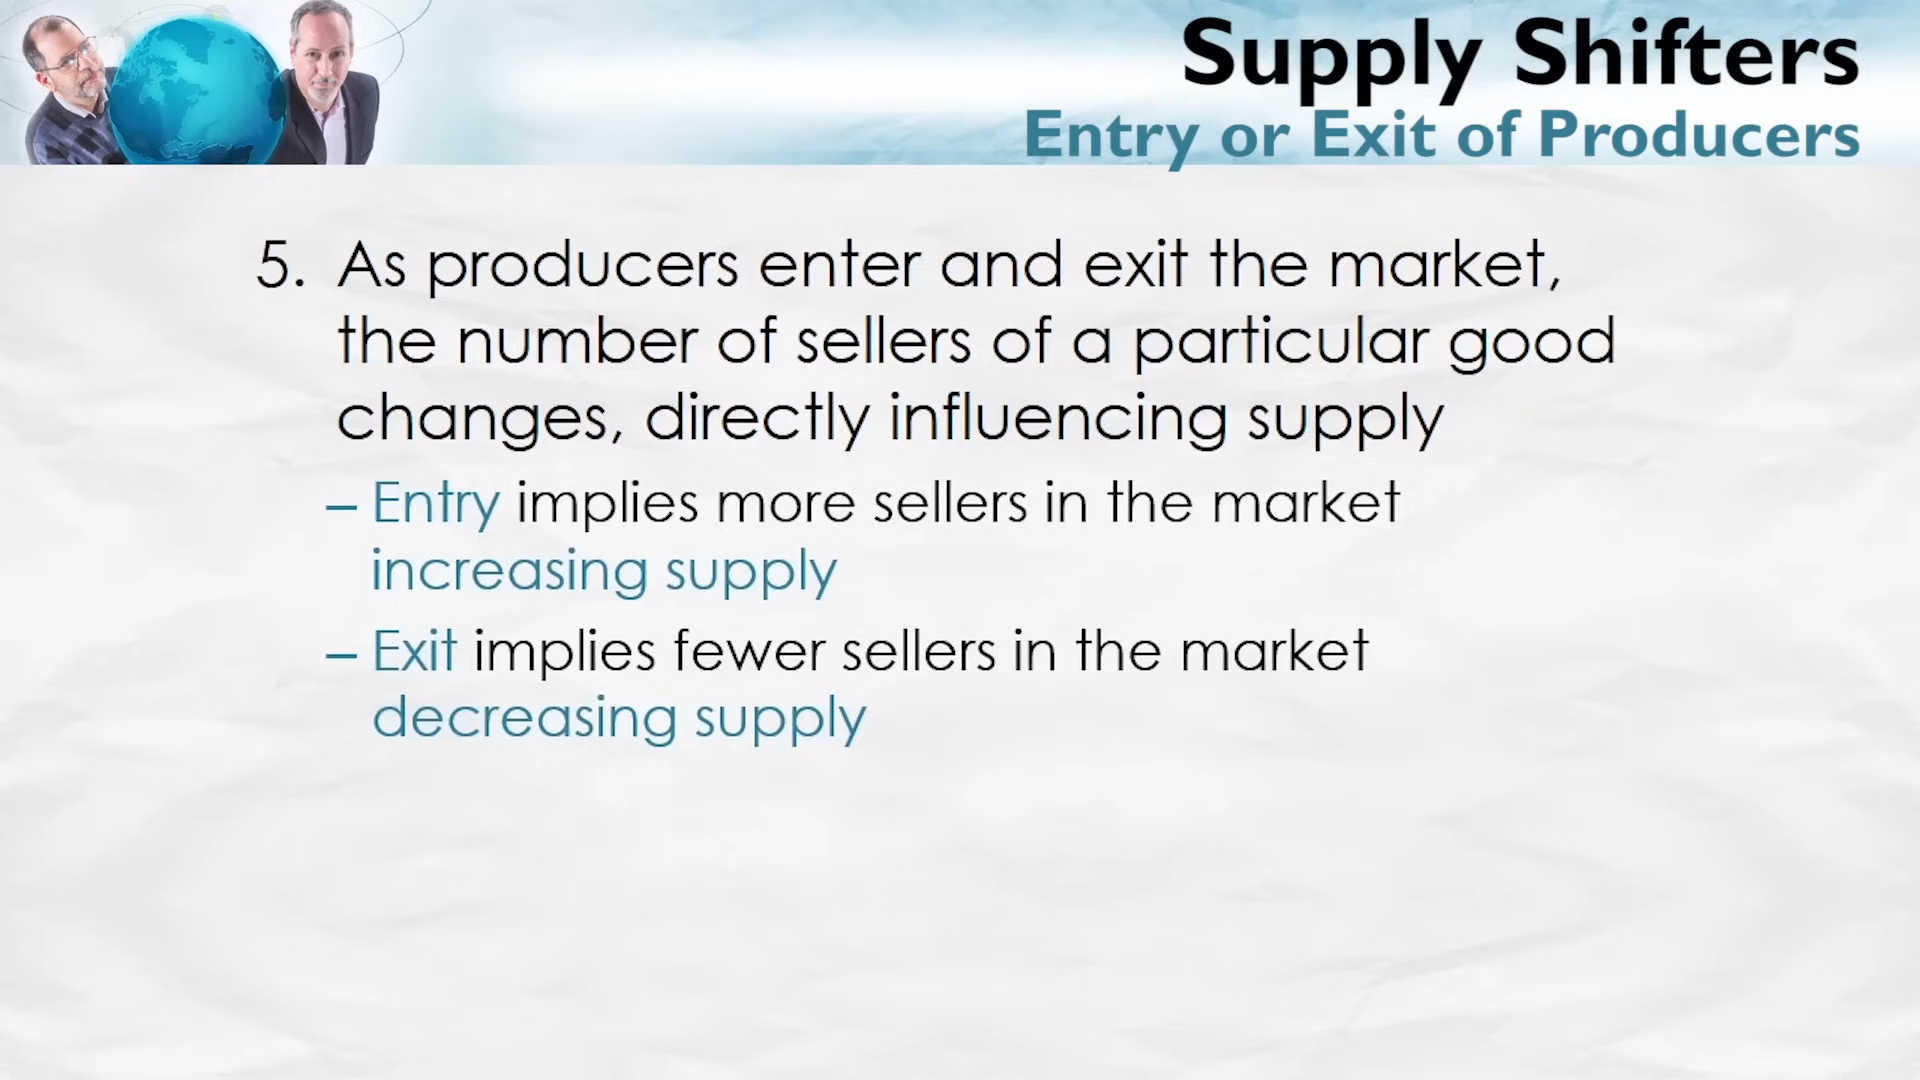 Supply Shifters
Entry or Exit of Producers
5. As producers enter and exit the market,
the number of sellers of a particular good
changes, directly influencing supply
– Entry implies more sellers in the market
increasing supply
– Exit implies fewer sellers in the market
decreasing supply